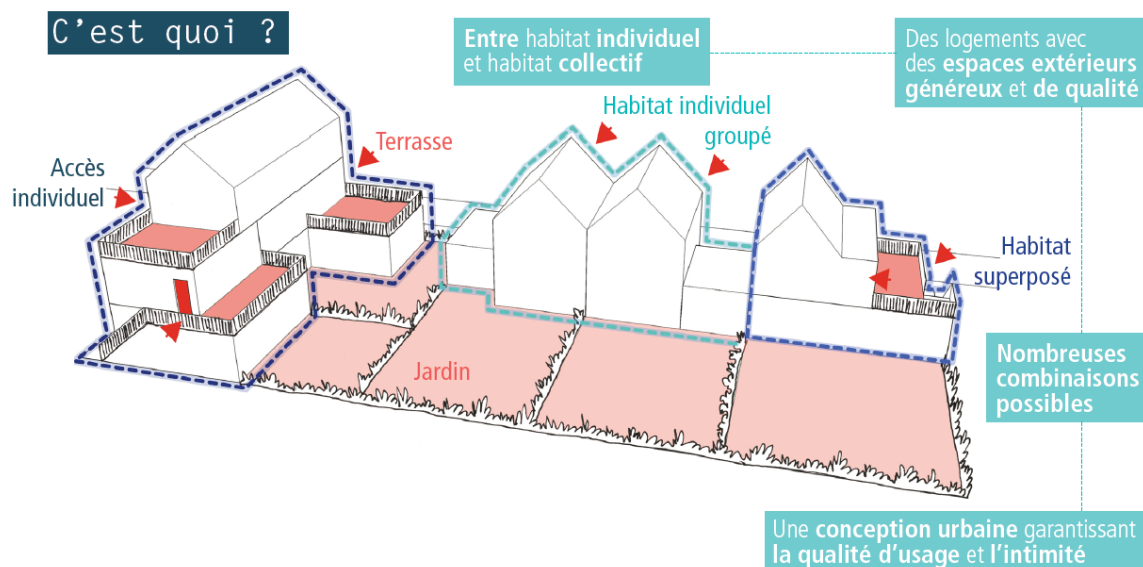 C'est quoi ?
Entre habitat individuel
et habitat collectif
Des logements avec
des espaces extérieurs
généreux et de qualité
Habitat individuel
groupé
Terrasse
Accès
individuel
Habitat
superposé
Jardin
Nombreuses
combinaisons
possibles
Une conception urbaine garantissant
la qualité d'usage et l'intimité